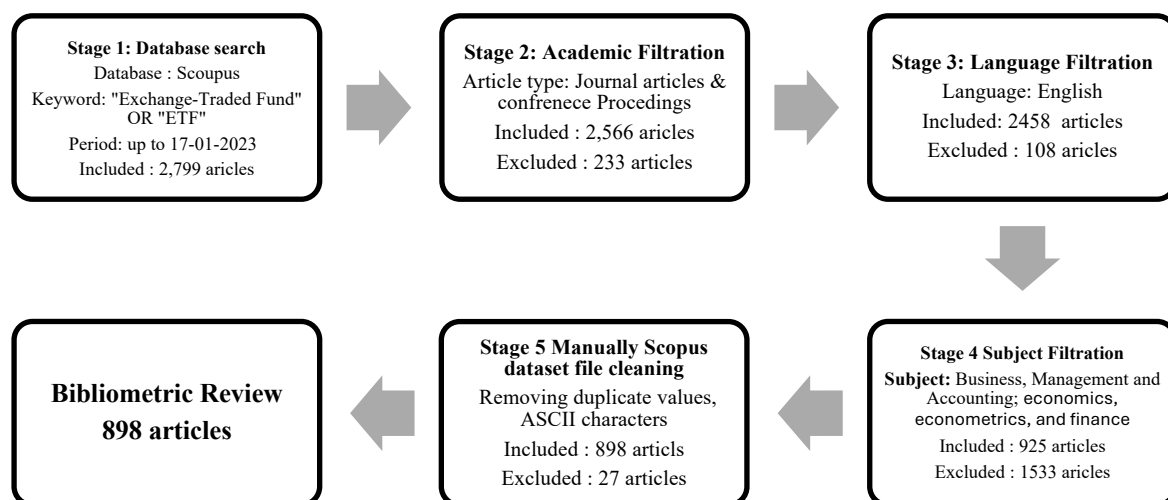 Stage 1: Database search
Database : Scoupus
Keyword: "Exchange-Traded Fund"
OR "ETF"
Period: up to 17-01-2023
Included : 2,799 aricles
Stage 2: Academic Filtration
Article type: Journal articles &
confrenece Procedings
Included : 2,566 aricles
Excluded : 233 articles
Stage 3: Language Filtration
Language: English
Included: 2458 articles
Excluded : 108 articles
Stage 4 Subject Filtration
Subject: Business, Management and
Accounting; economics,
econometrics, and finance
Included : 925 articles
Excluded : 1533 aricles
Stage 5 Manually Scopus
dataset file cleaning
Removing duplicate values,
ASCII characters
Included : 898 articls
Excluded : 27 articles
Bibliometric Review
898 articles